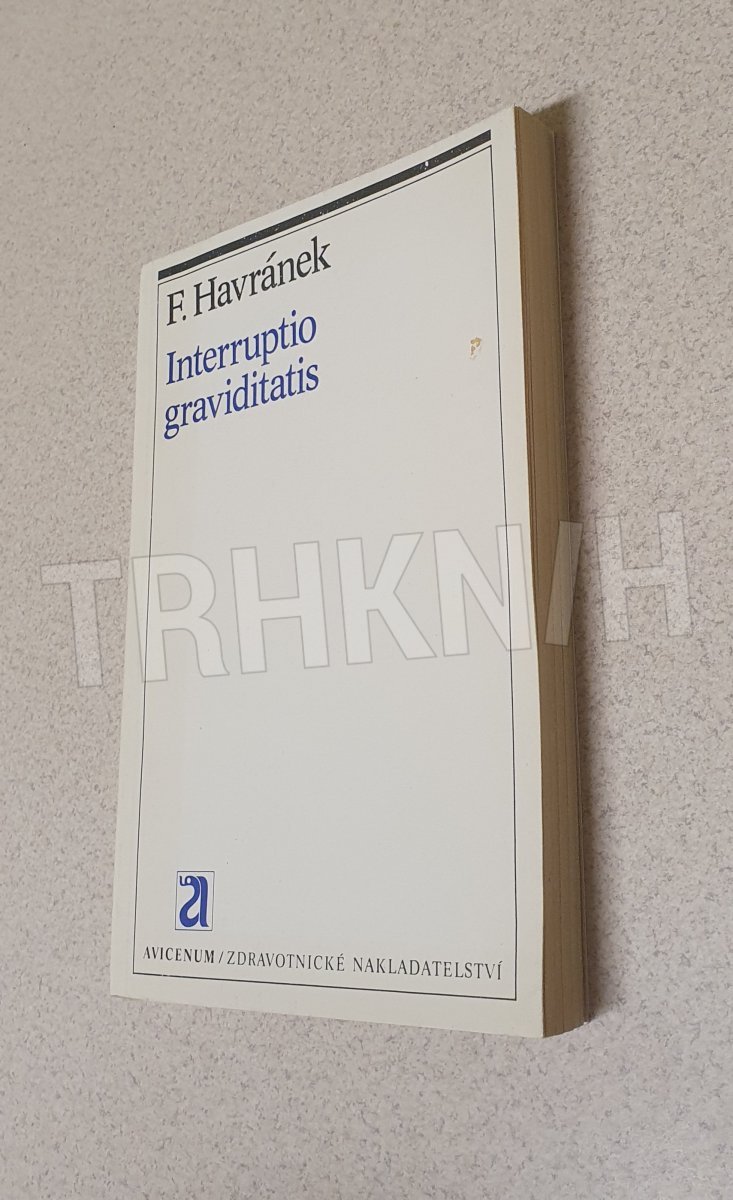 F. Havránek
Interruptio
graviditatis
TRHKNIH
AVICENUM/ZDRAVOTNICKÉ NAKLADATELSTVÍ